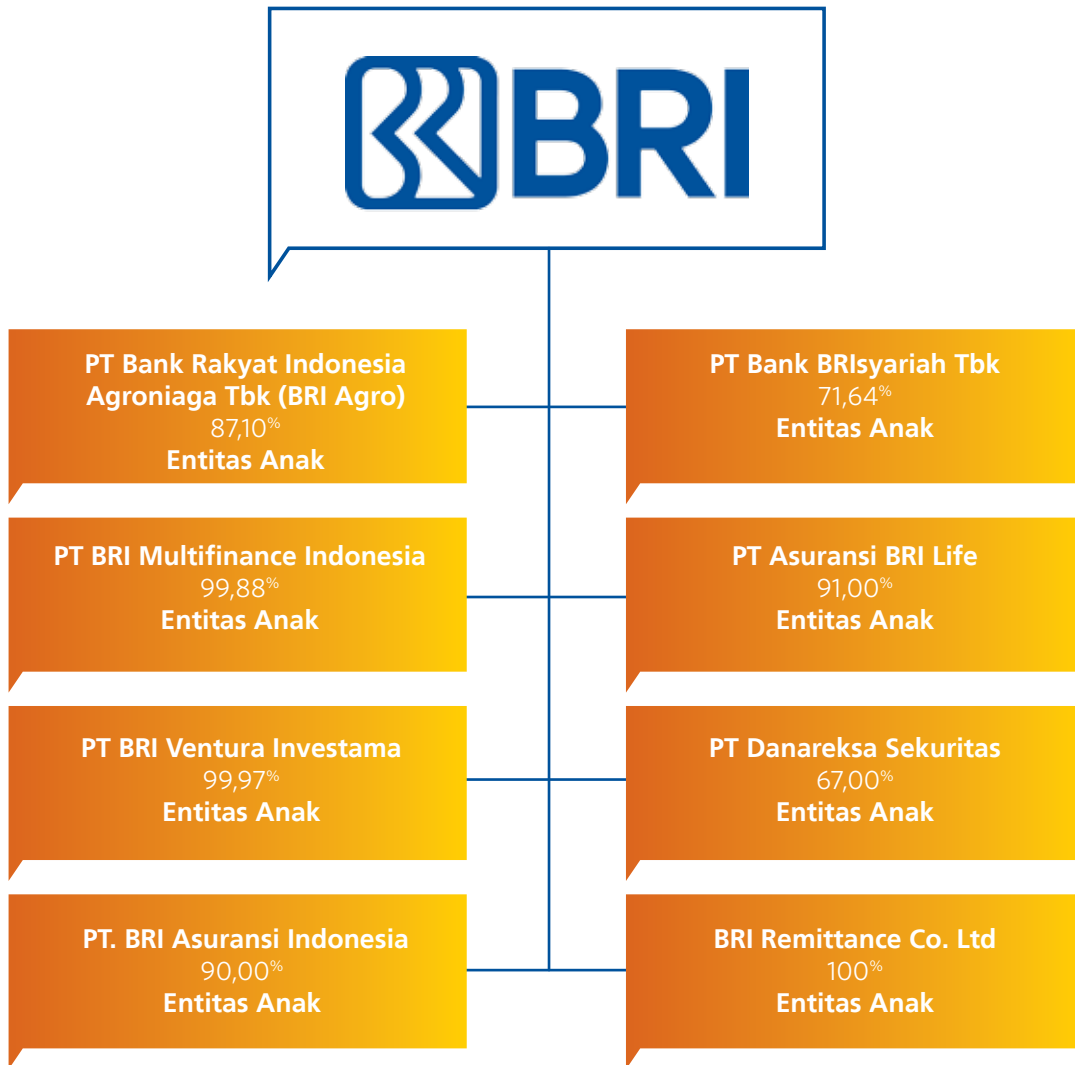 BRI
PT Bank Rakyat Indonesia
Agroniaga Tbk (BRI Agro)
87,10%
Entitas Anak
PT Bank BRIsyariah Tbk
71,64%
Entitas Anak
PT BRI Multifinance Indonesia
99,88%
Entitas Anak
PT Asuransi BRI Life
91,00%
Entitas Anak
PT BRI Ventura Investama
99,97%
Entitas Anak
PT Danareksa Sekuritas
67,00%
Entitas Anak
PT. BRI Asuransi Indonesia
90,00%
Entitas Anak
BRI Remittance Co. Ltd
100%
Entitas Anak